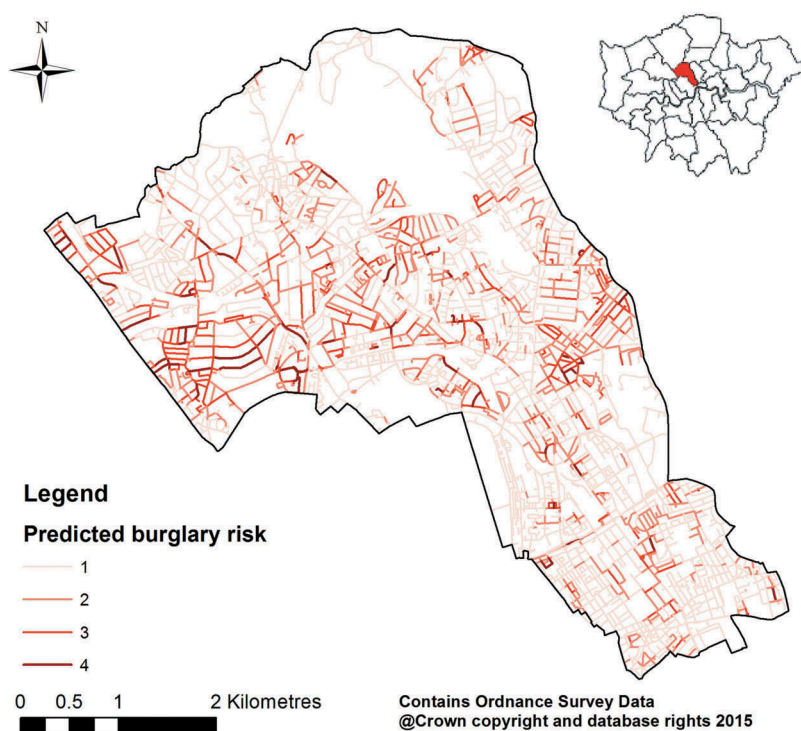 N
Legend
Predicted burglary risk
1
2
3
4
0 0.5 1 2 Kilometres
Contains Ordnance Survey Data
@Crown copyright and database rights 2015